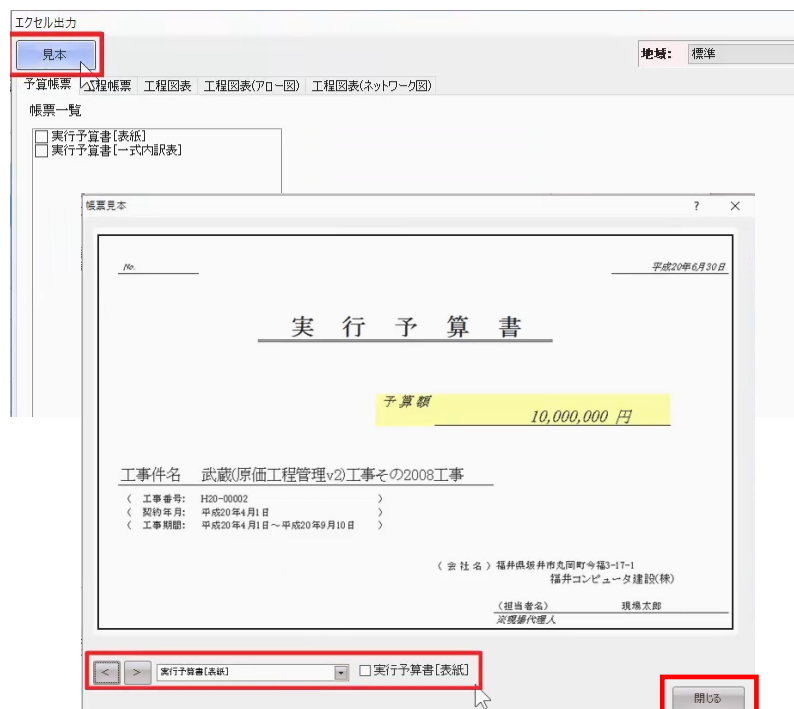 エクセル出力
見本
地域: 標準
予算帳票 工程帳票 工程図表 工程図表(アロー図) 工程図表(ネットワーク図)
帳票一覧
実行予算書[表紙]
実行予算書[一式内訳表]
帳票見本 ? ×
No. 平成20年6月30日
実行予算書
予算額
10,000,000 円
工事件名 武蔵(原価工程管理v2)工事その2008工事
( 工事番号: H20-00002 )
( 契約年月: 平成20年4月1日 )
( 工事期間: 平成20年4月1日～平成20年9月10日 )
(会社名) 福井県坂井市丸岡町今福3-17-1
福井コンピュータ建設(株)
(担当者名) 現場太郎
現場代理人
< > 実行予算書[表紙] 実行予算書[表紙]
閉じる